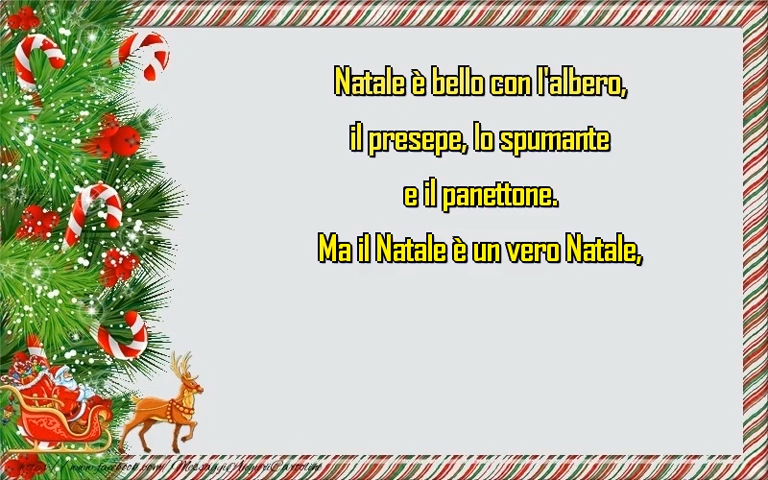 Natale è bello con l'albero,
il presepe, lo spumante
e il panettone.
Ma il Natale è un vero Natale,